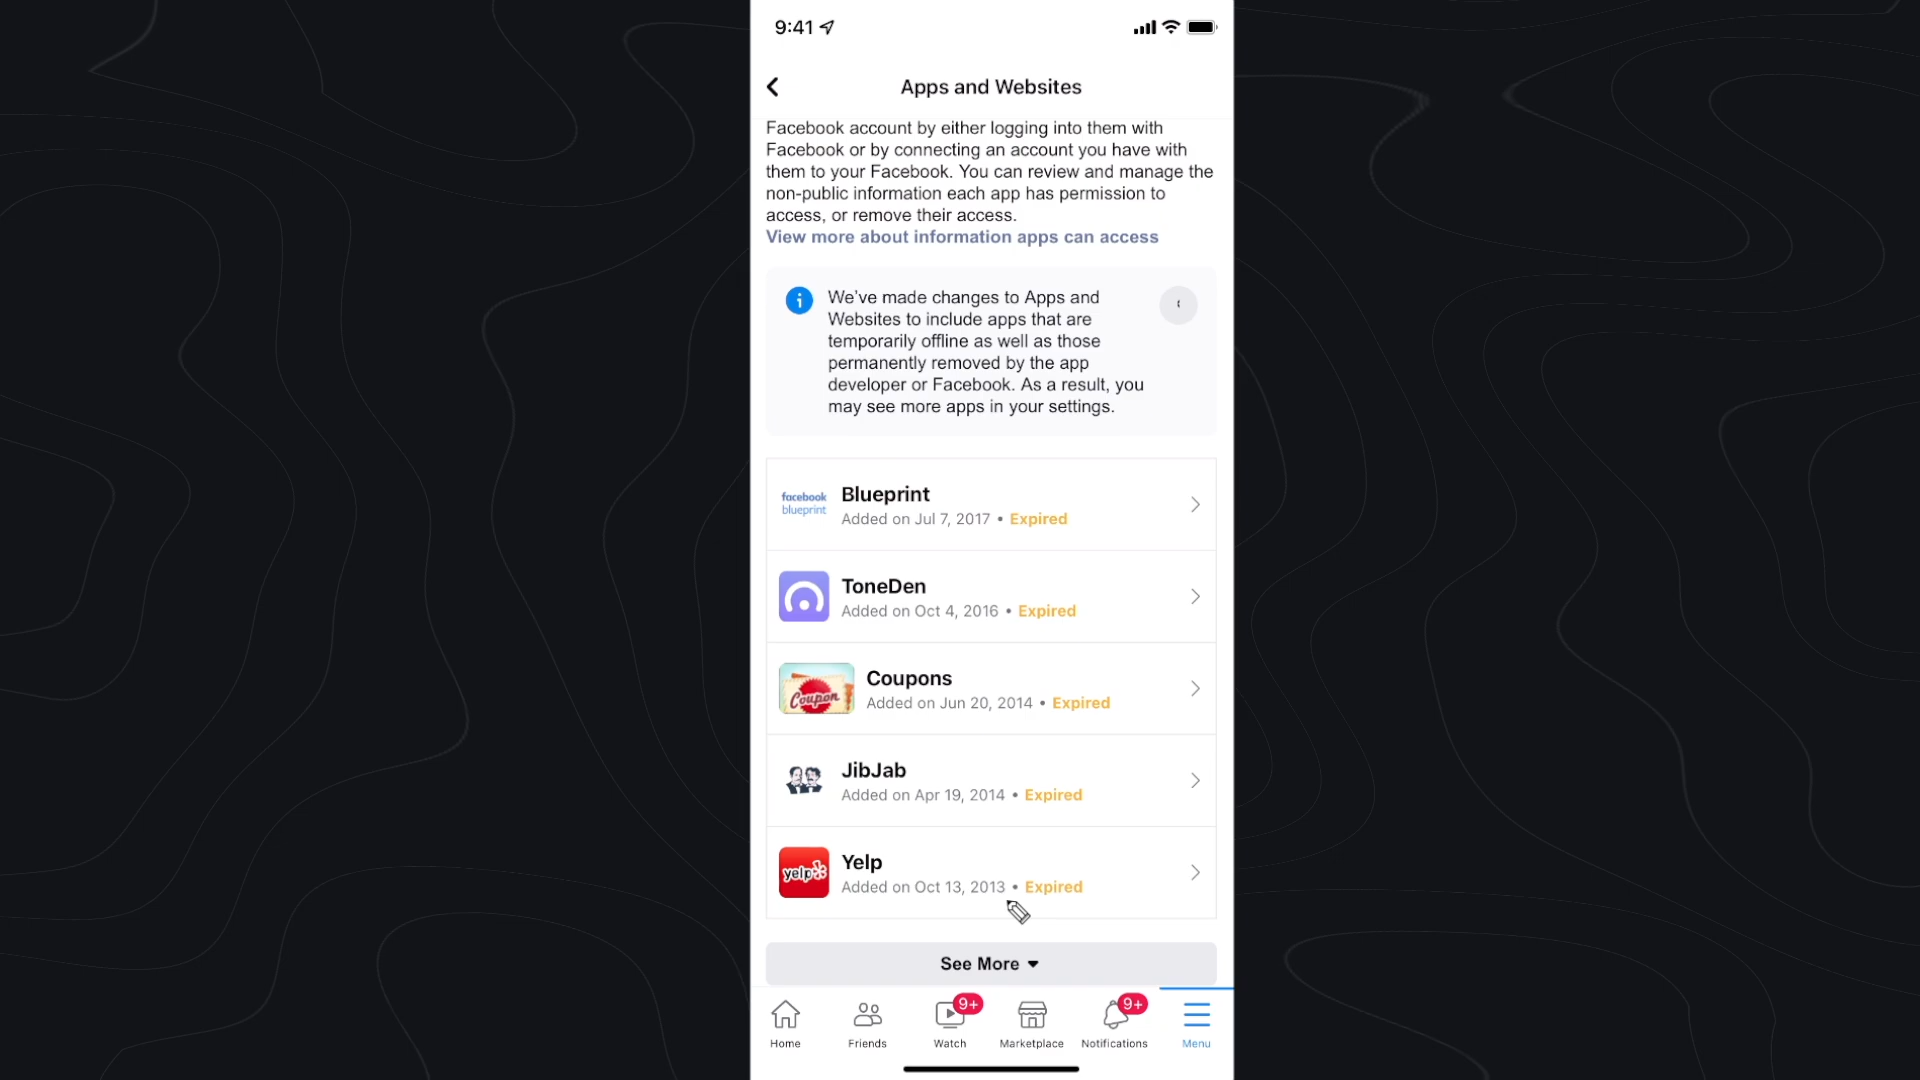 9:41
Apps and Websites
Facebook account by either logging into them with
Facebook or by connecting an account you have with
them to your Facebook. You can review and manage the
non-public information each app has permission to
access, or remove their access.
View more about information apps can access
We've made changes to Apps and
Websites to include apps that are
temporarily offline as well as those
permanently removed by the app
developer or Facebook. As a result, you
may see more apps in your settings.
facebook
blueprint
Blueprint
Added on Jul 7, 2017 • Expired
ToneDen
Added on Oct 4, 2016 • Expired
Coupon
Coupons
Added on Jun 20, 2014 • Expired
JibJab
Added on Apr 19, 2014 • Expired
yelp
Yelp
Added on Oct 13, 2013 • Expired
See More
9+
9+
Home
Friends
Watch
Marketplace
Notifications
Menu